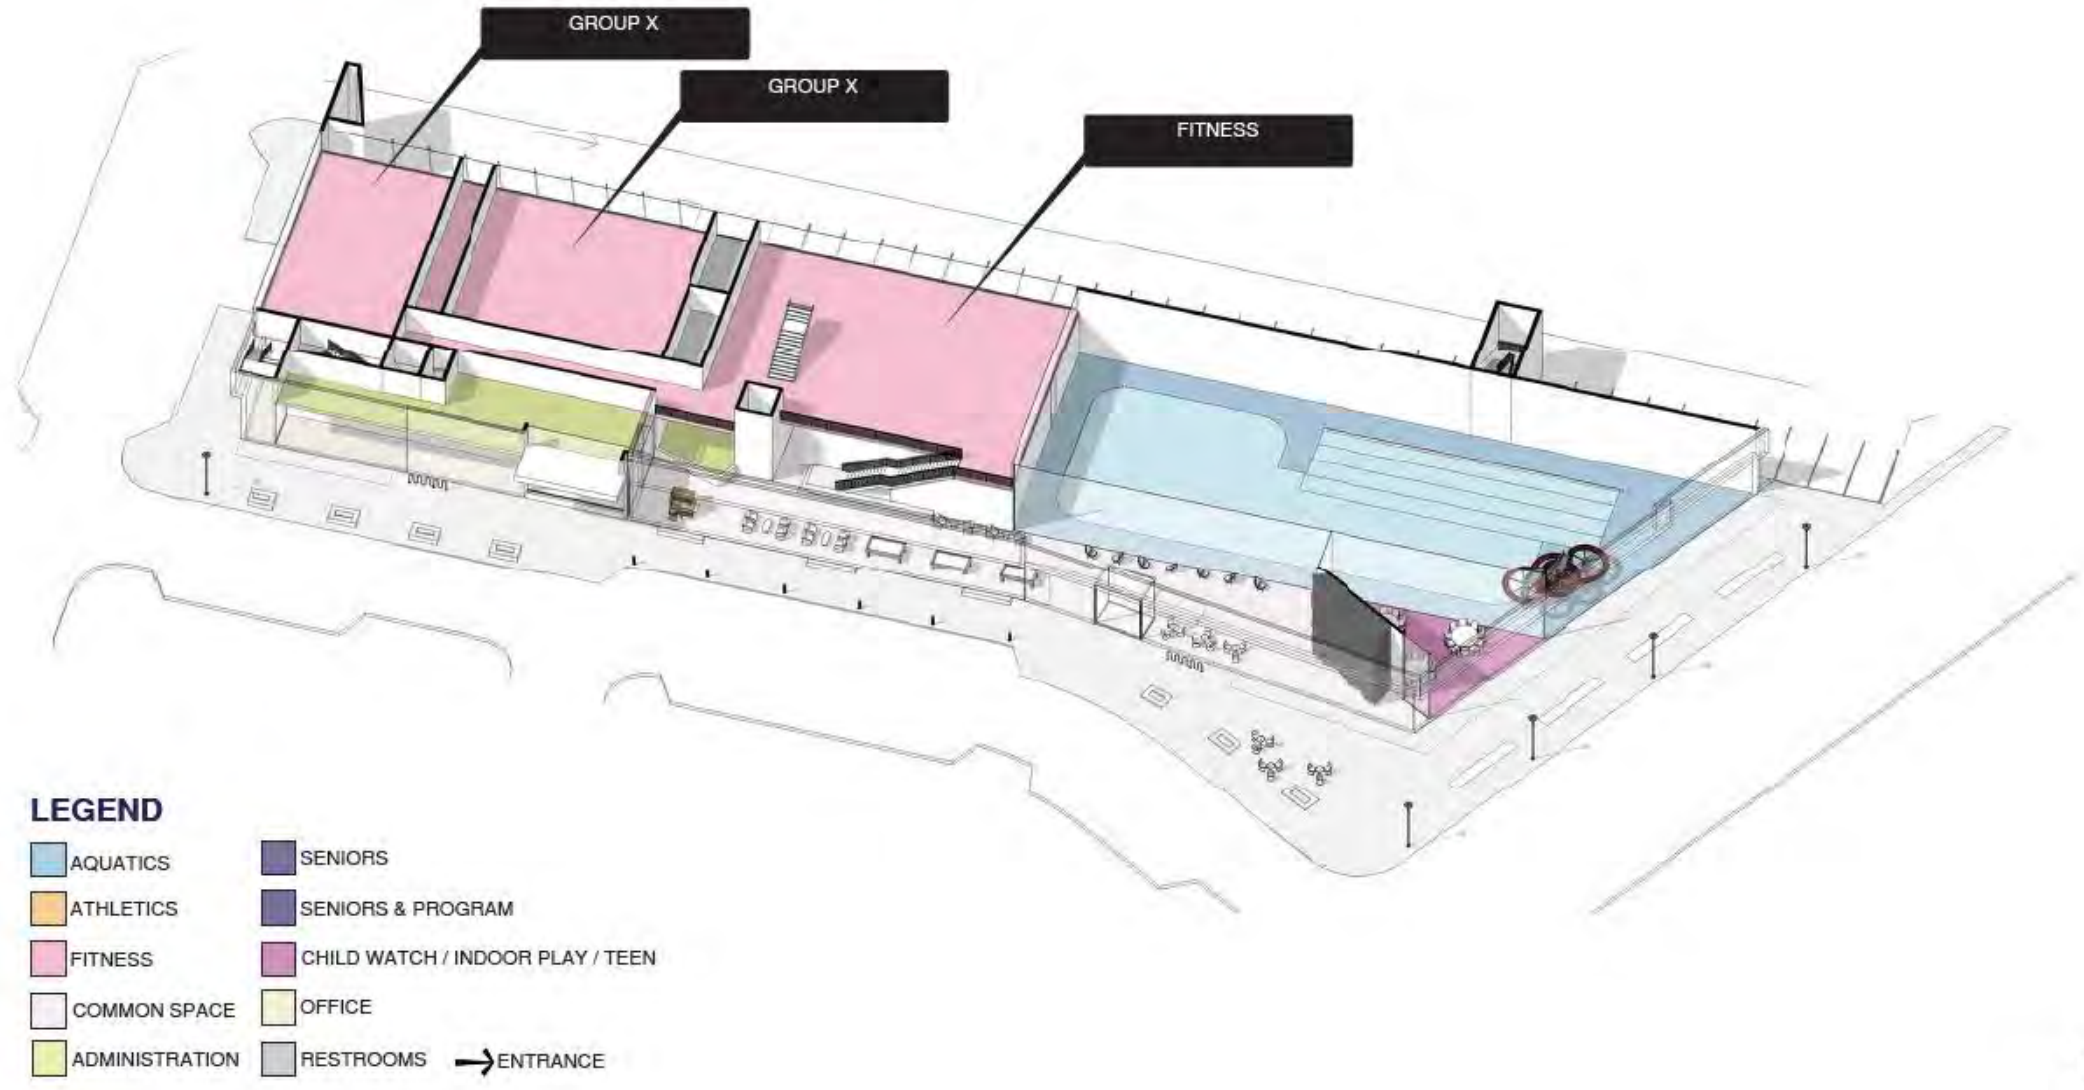 GROUP X
GROUP X
FITNESS
LEGEND
AQUATICS
SENIORS
ATHLETICS
SENIORS & PROGRAM
FITNESS
CHILD WATCH / INDOOR PLAY / TEEN
COMMON SPACE
OFFICE
ADMINISTRATION
RESTROOMS
ENTRANCE